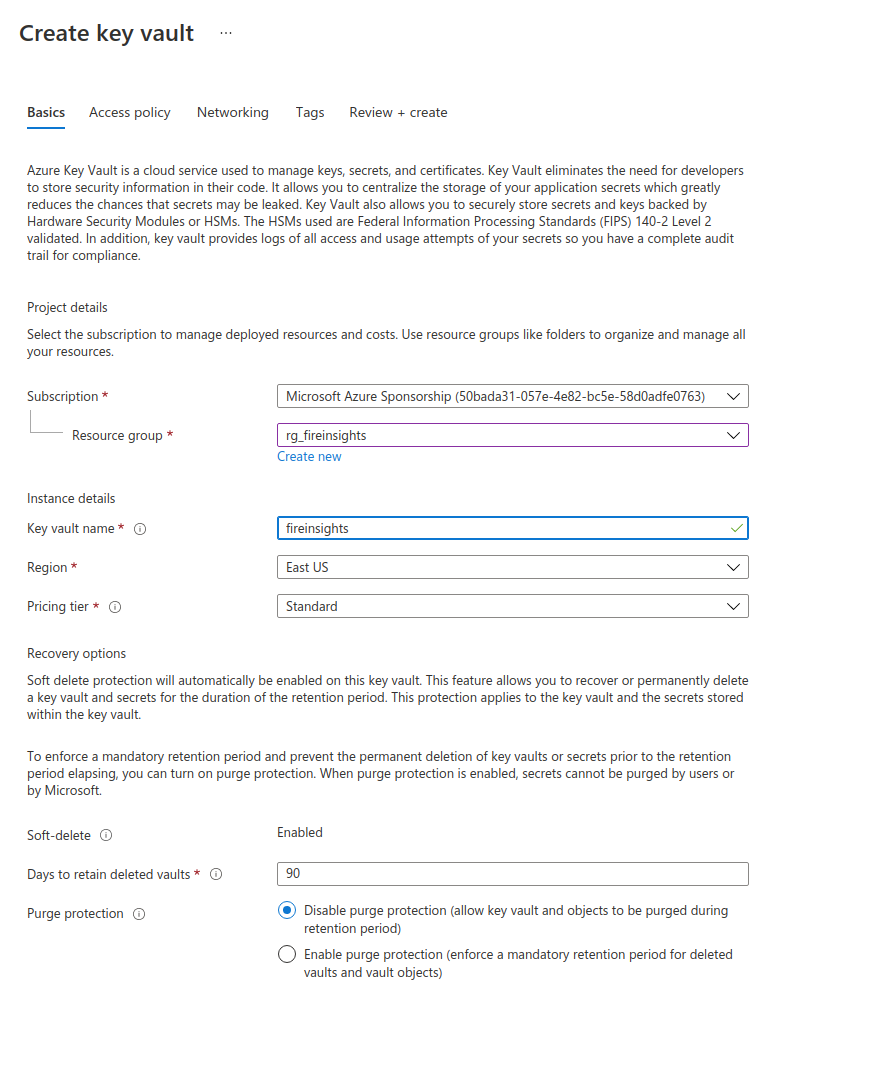 Create key vault ...
Basics Access policy Networking Tags Review + create
Azure Key Vault is a cloud service used to manage keys, secrets, and certificates. Key Vault eliminates the need for developers
to store security information in their code. It allows you to centralize the storage of your application secrets which greatly
reduces the chances that secrets may be leaked. Key Vault also allows you to securely store secrets and keys backed by
Hardware Security Modules or HSMs. The HSMs used are Federal Information Processing Standards (FIPS) 140-2 Level 2
validated. In addition, key vault provides logs of all access and usage attempts of your secrets so you have a complete audit
trail for compliance.
Project details
Select the subscription to manage deployed resources and costs. Use resource groups like folders to organize and manage all
your resources.
Subscription * Microsoft Azure Sponsorship (50bada31-057e-4e82-bc5e-58d0adfe0763)
Resource group * rg_fireinsights
Create new
Instance details
Key vault name * fireinsights
Region * East US
Pricing tier * Standard
Recovery options
Soft delete protection will automatically be enabled on this key vault. This feature allows you to recover or permanently delete
a key vault and secrets for the duration of the retention period. This protection applies to the key vault and the secrets stored
within the key vault.
To enforce a mandatory retention period and prevent the permanent deletion of key vaults or secrets prior to the retention
period elapsing, you can turn on purge protection. When purge protection is enabled, secrets cannot be purged by users or
by Microsoft.
Soft-delete Enabled
Days to retain deleted vaults * 90
Purge protection Disable purge protection (allow key vault and objects to be purged during
retention period)
Enable purge protection (enforce a mandatory retention period for deleted
vaults and vault objects)